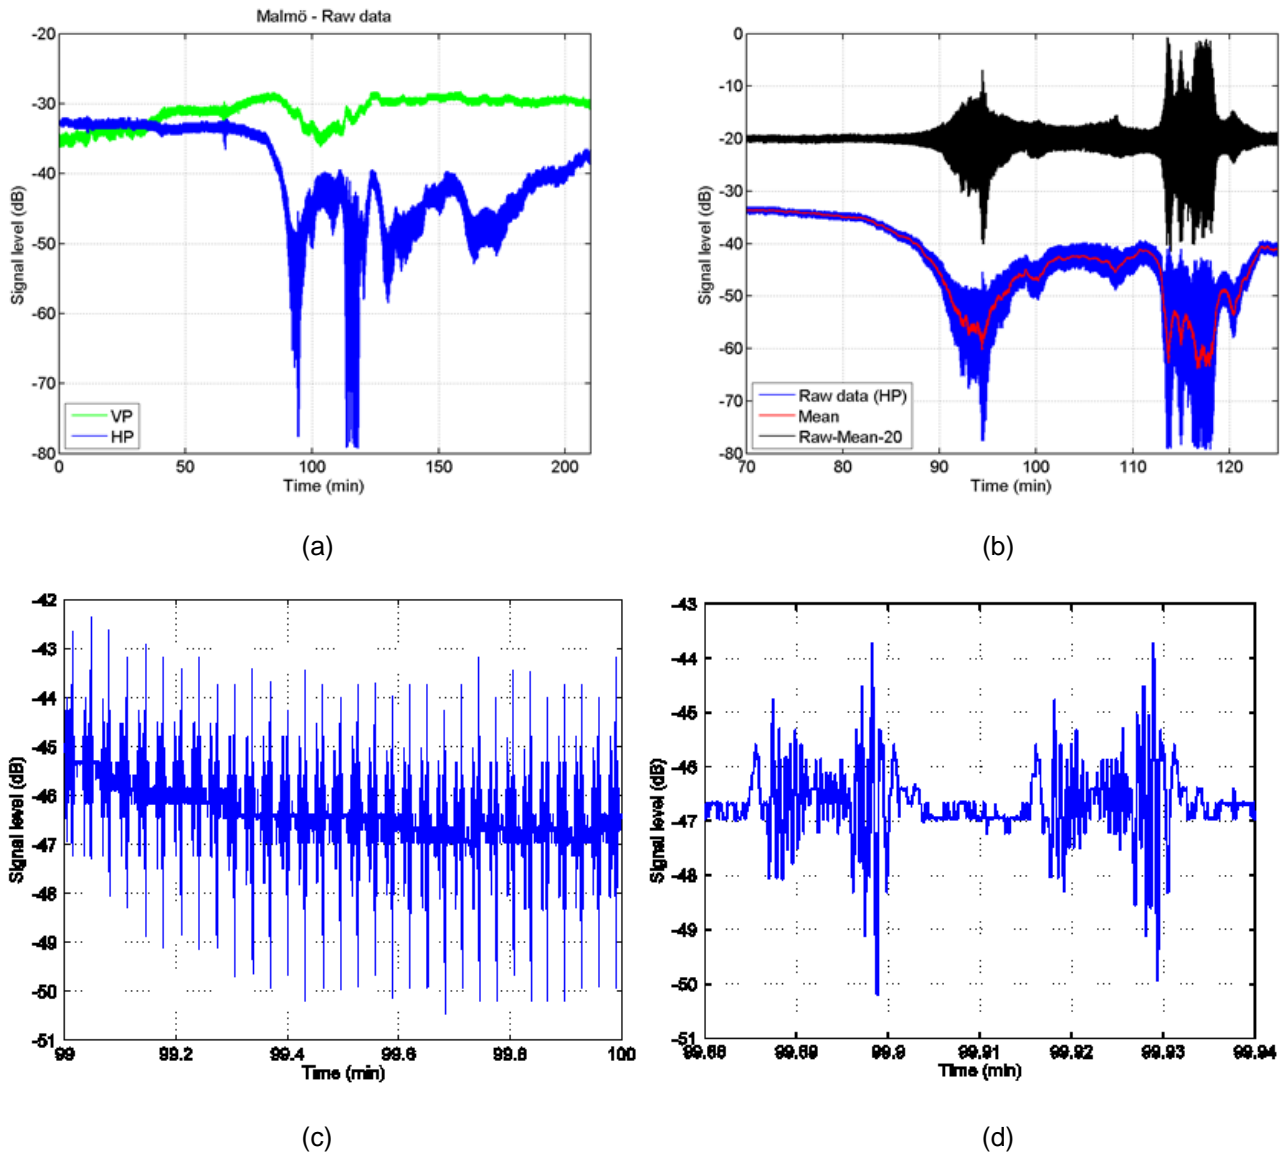 Malmö - Raw data
-20
-30
-40
-50
-60
-70
-80
Signal level (dB)
VP
HP
0 50 100 150 200
Time (min)
(a)
0
-10
-20
-30
-40
-50
-60
-70
-80
Signal level (dB)
Raw data (HP)
Mean
Raw-Mean-20
70 80 90 100 110 120
Time (min)
(b)
-42
-43
-44
-45
-46
-47
-48
-49
-50
-51
Signal level (dB)
99 99.2 99.4 99.6 99.8 100
Time (min)
(c)
-43
-44
-45
-46
-47
-48
-49
-50
-51
Signal level (dB)
99.88 99.89 99.9 99.91 99.92 99.93 99.94
Time (min)
(d)